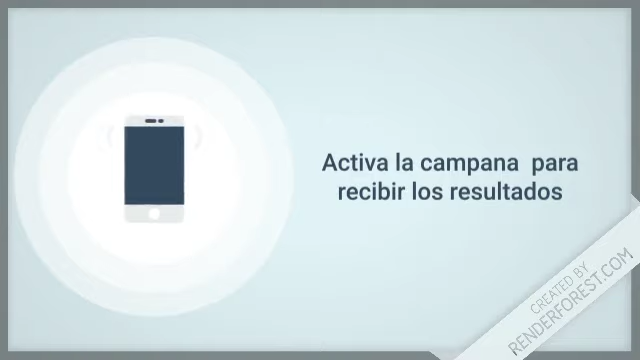 Activa la campana  para
recibir los resultados
CREATED BY
RENDERFOREST.COM